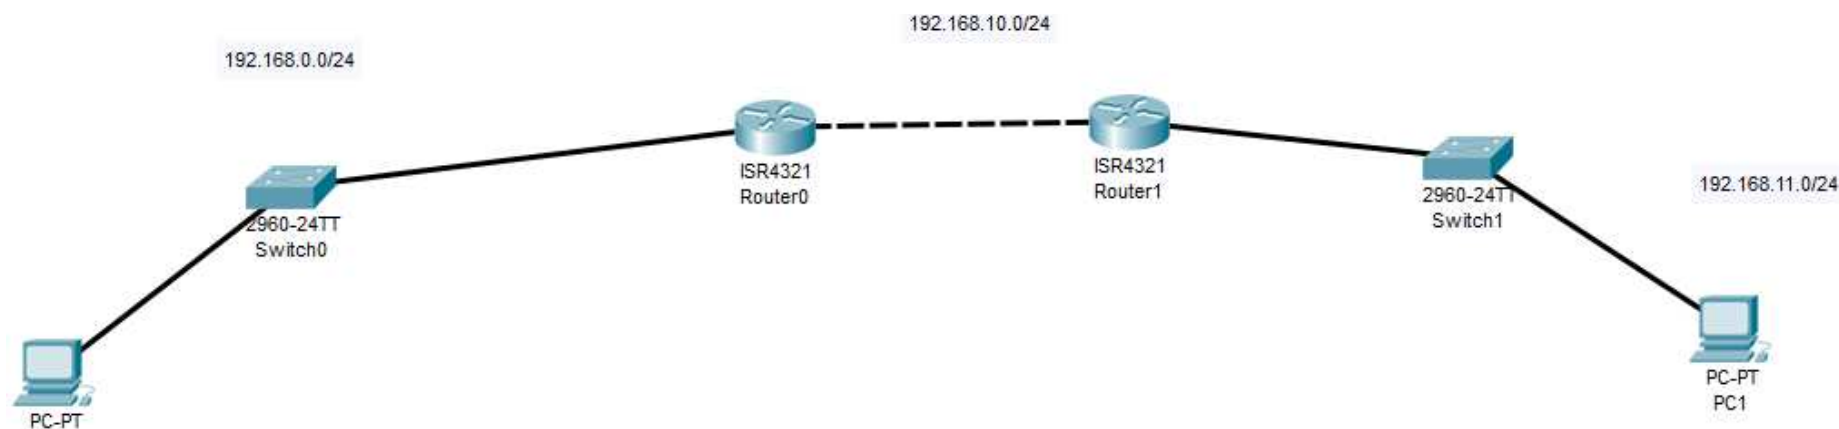 192.168.10.0/24
192.168.0.0/24
ISR4321
Router0
ISR4321
Router1
192.168.11.0/24
2960-24TT
Switch0
2960-24TT
Switch1
PC-PT
PC-PT
PC1